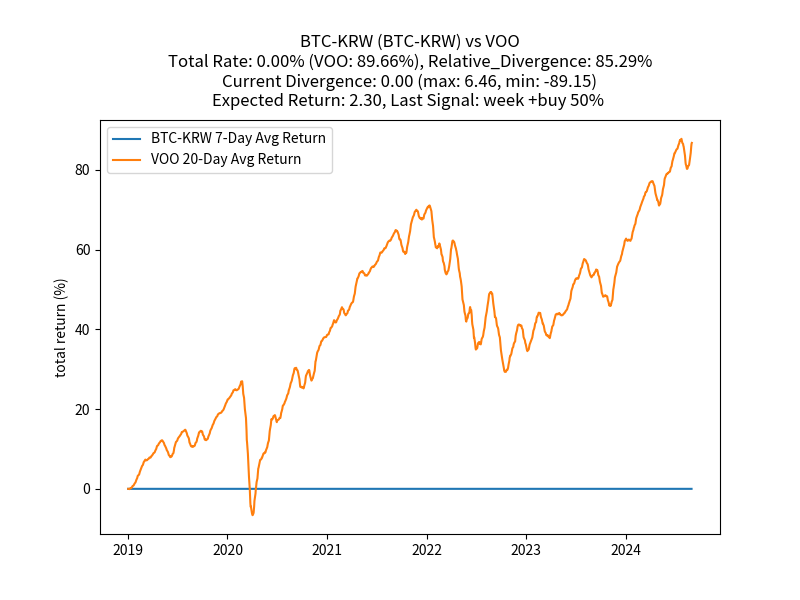 BTC-KRW (BTC-KRW) vs VOO
Total Rate: 0.00% (VOO: 89.66%), Relative_Divergence: 85.29%
Current Divergence: 0.00 (max: 6.46, min: -89.15)
Expected Return: 2.30, Last Signal: week +buy 50%
BTC-KRW 7-Day Avg Return
VOO 20-Day Avg Return
total return (%)
80
60
40
20
0
2019 2020 2021 2022 2023 2024